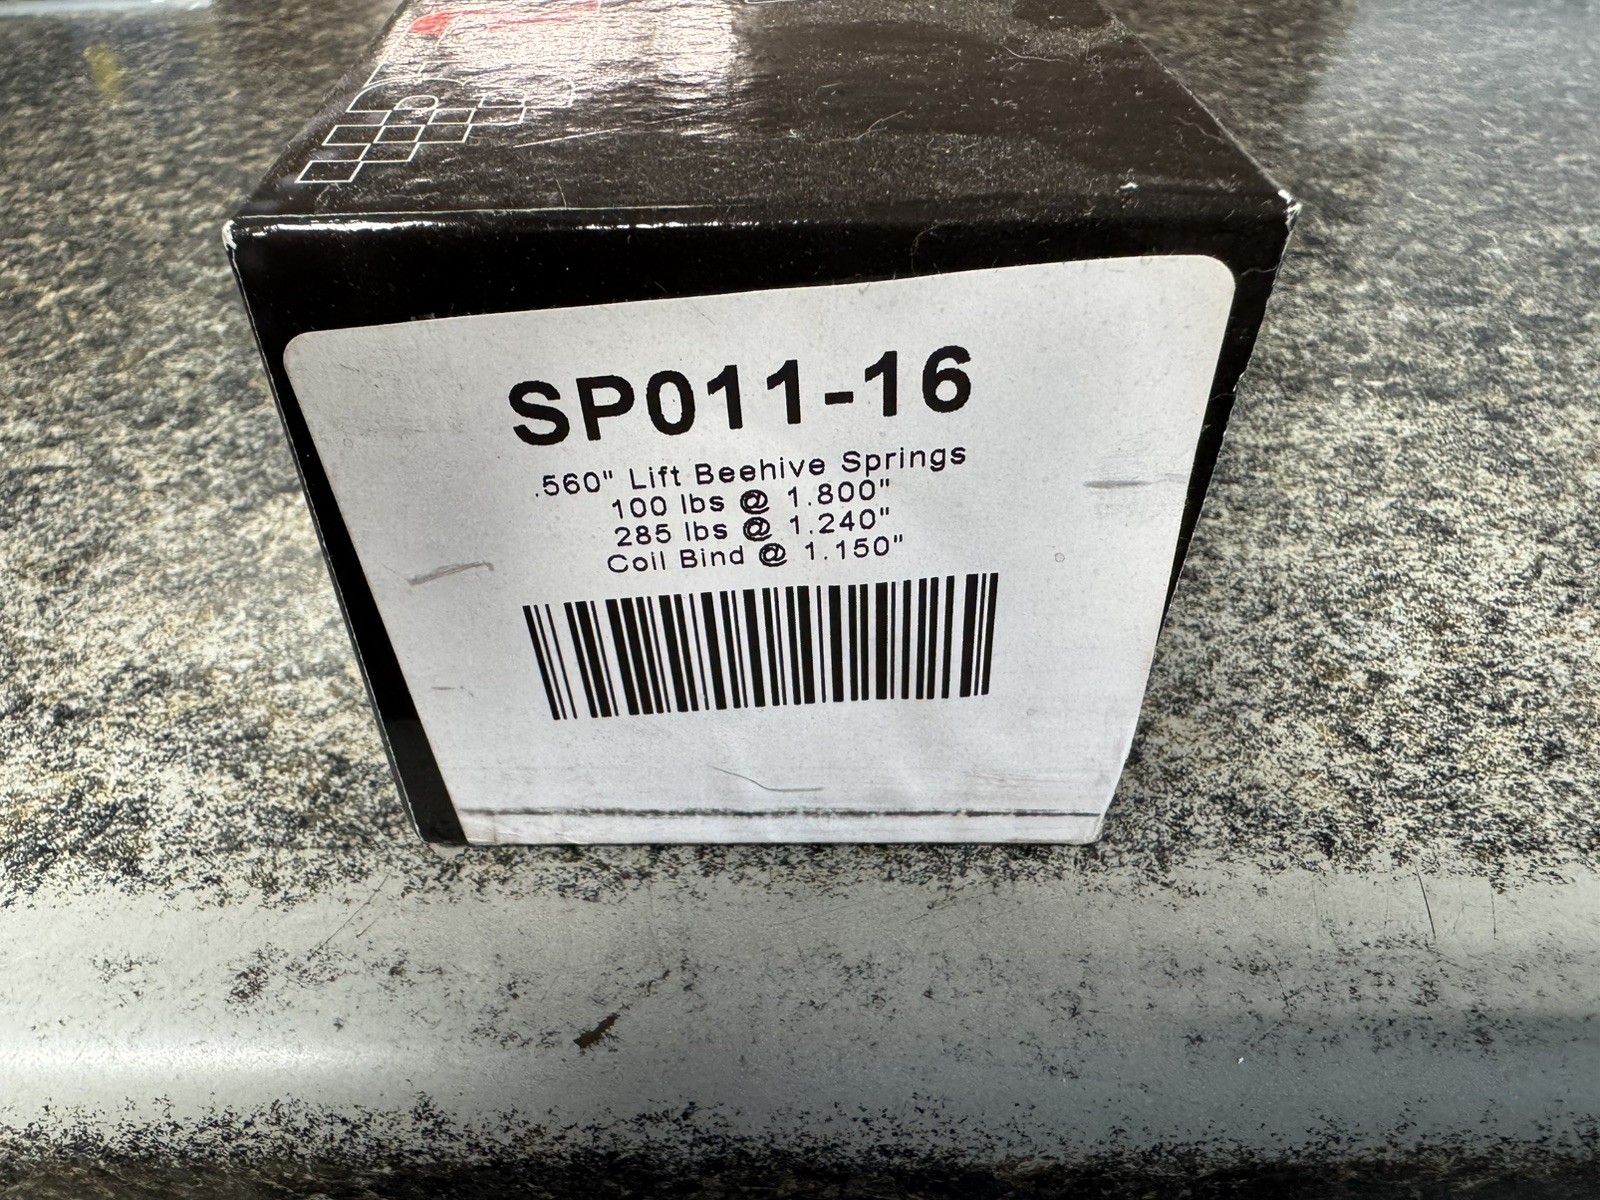 SP011-16
.560" Lift Beehive Springs
100 lbs @ 1.800"
285 lbs @ 1.240"
Coil Bind @ 1.150"